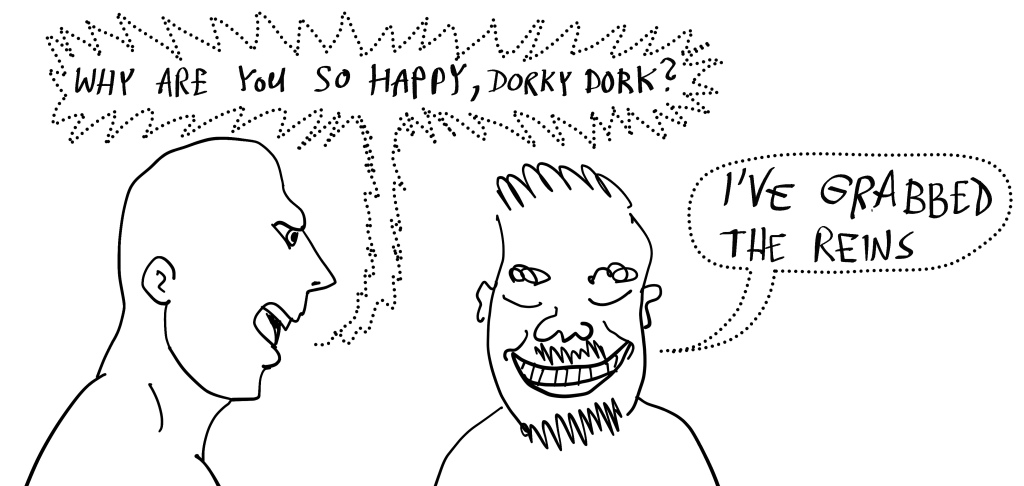 WHY ARE YOU SO HAPPY, DORKY DORK?
I'VE GRABBED
THE REINS